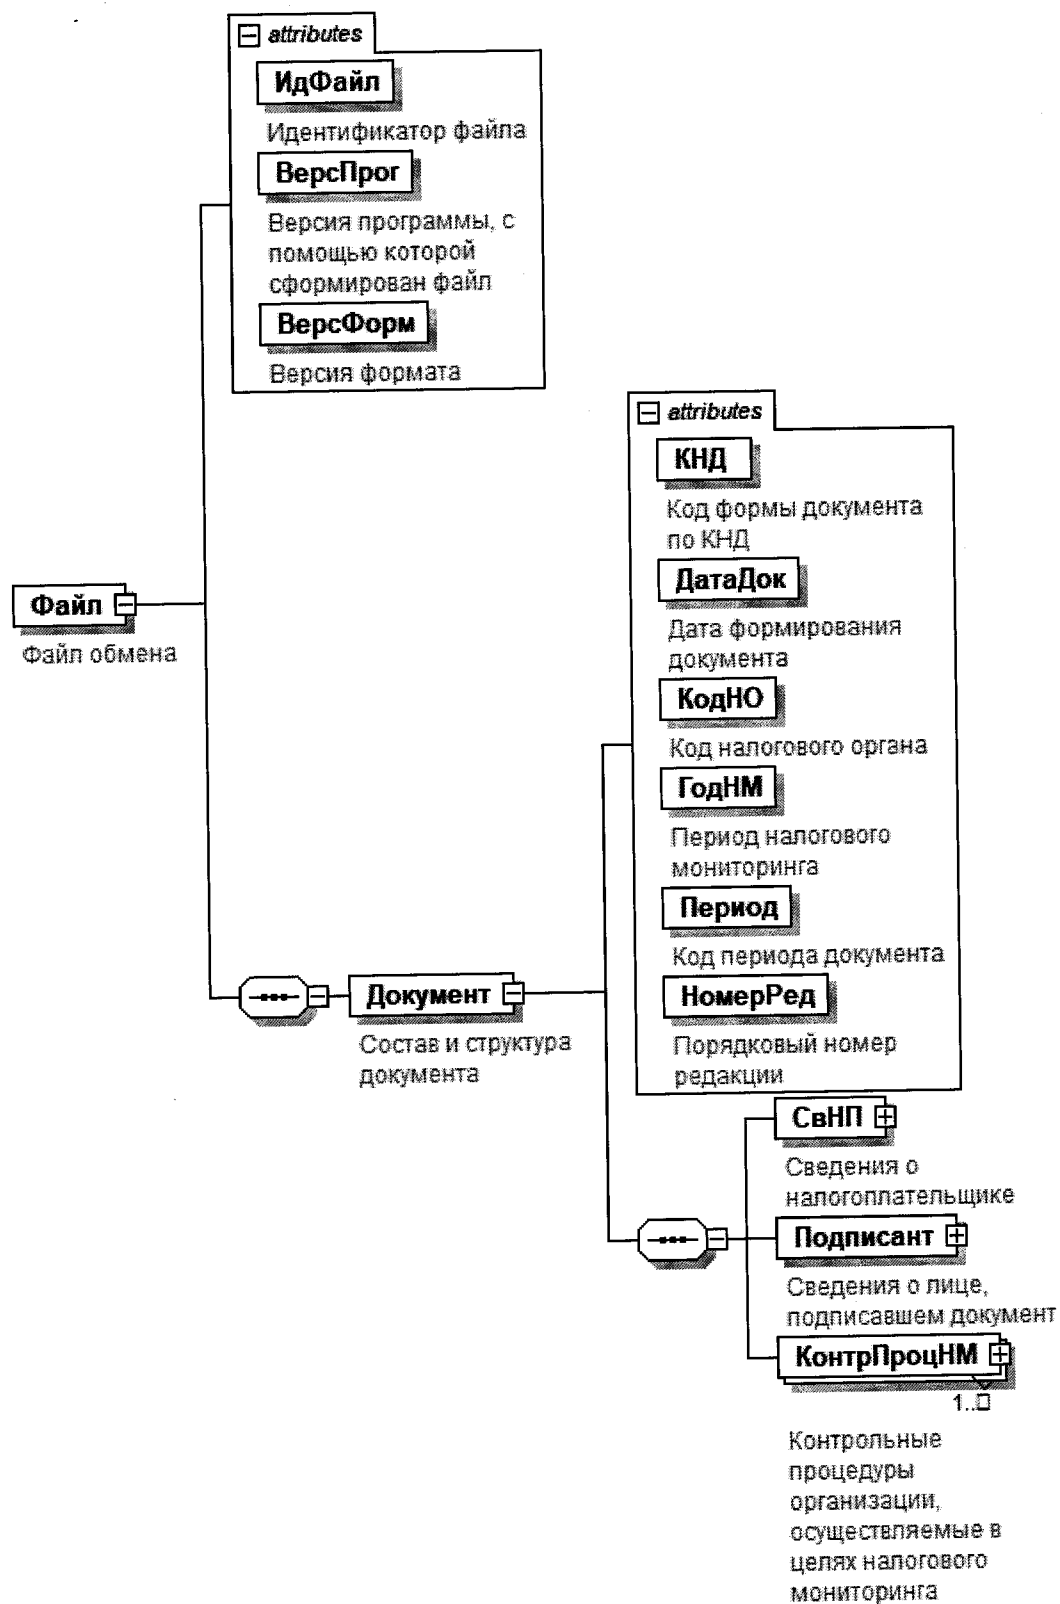 attributes
ИдФайл
Идентификатор файла
ВерсПрог
Версия программы, с
помощью которой
сформирован файл
ВерсФорм
Версия формата
attributes
КНД
Код формы документа
по КНД
ДатаДок
Дата формирования
документа
КодНО
Код налогового органа
ГодНМ
Период налогового
мониторинга
Период
Код периода документа
НомерРед
Порядковый номер
редакции
Файл
Файл обмена
Документ
Состав и структура
документа
СвНП
Сведения о
налогоплательщике
Подписант
Сведения о лице,
подписавшем документ
КонтрПроцНМ
1..□
Контрольные
процедуры
организации,
осуществляемые в
целях налогового
мониторинга